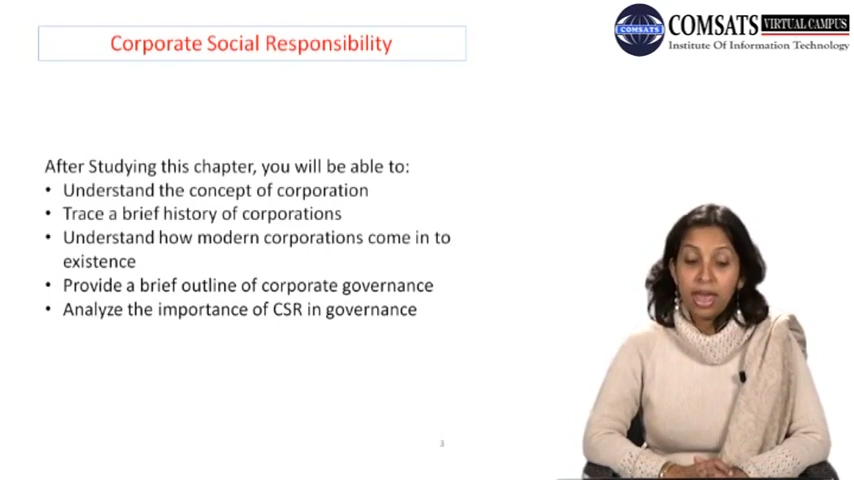 Corporate Social Responsibility
COMSATS
COMSATS
VIRTUAL CAMPUS
Institute Of Information Technology
After Studying this chapter, you will be able to:
• Understand the concept of corporation
• Trace a brief history of corporations
• Understand how modern corporations come in to
existence
• Provide a brief outline of corporate governance
• Analyze the importance of CSR in governance
3